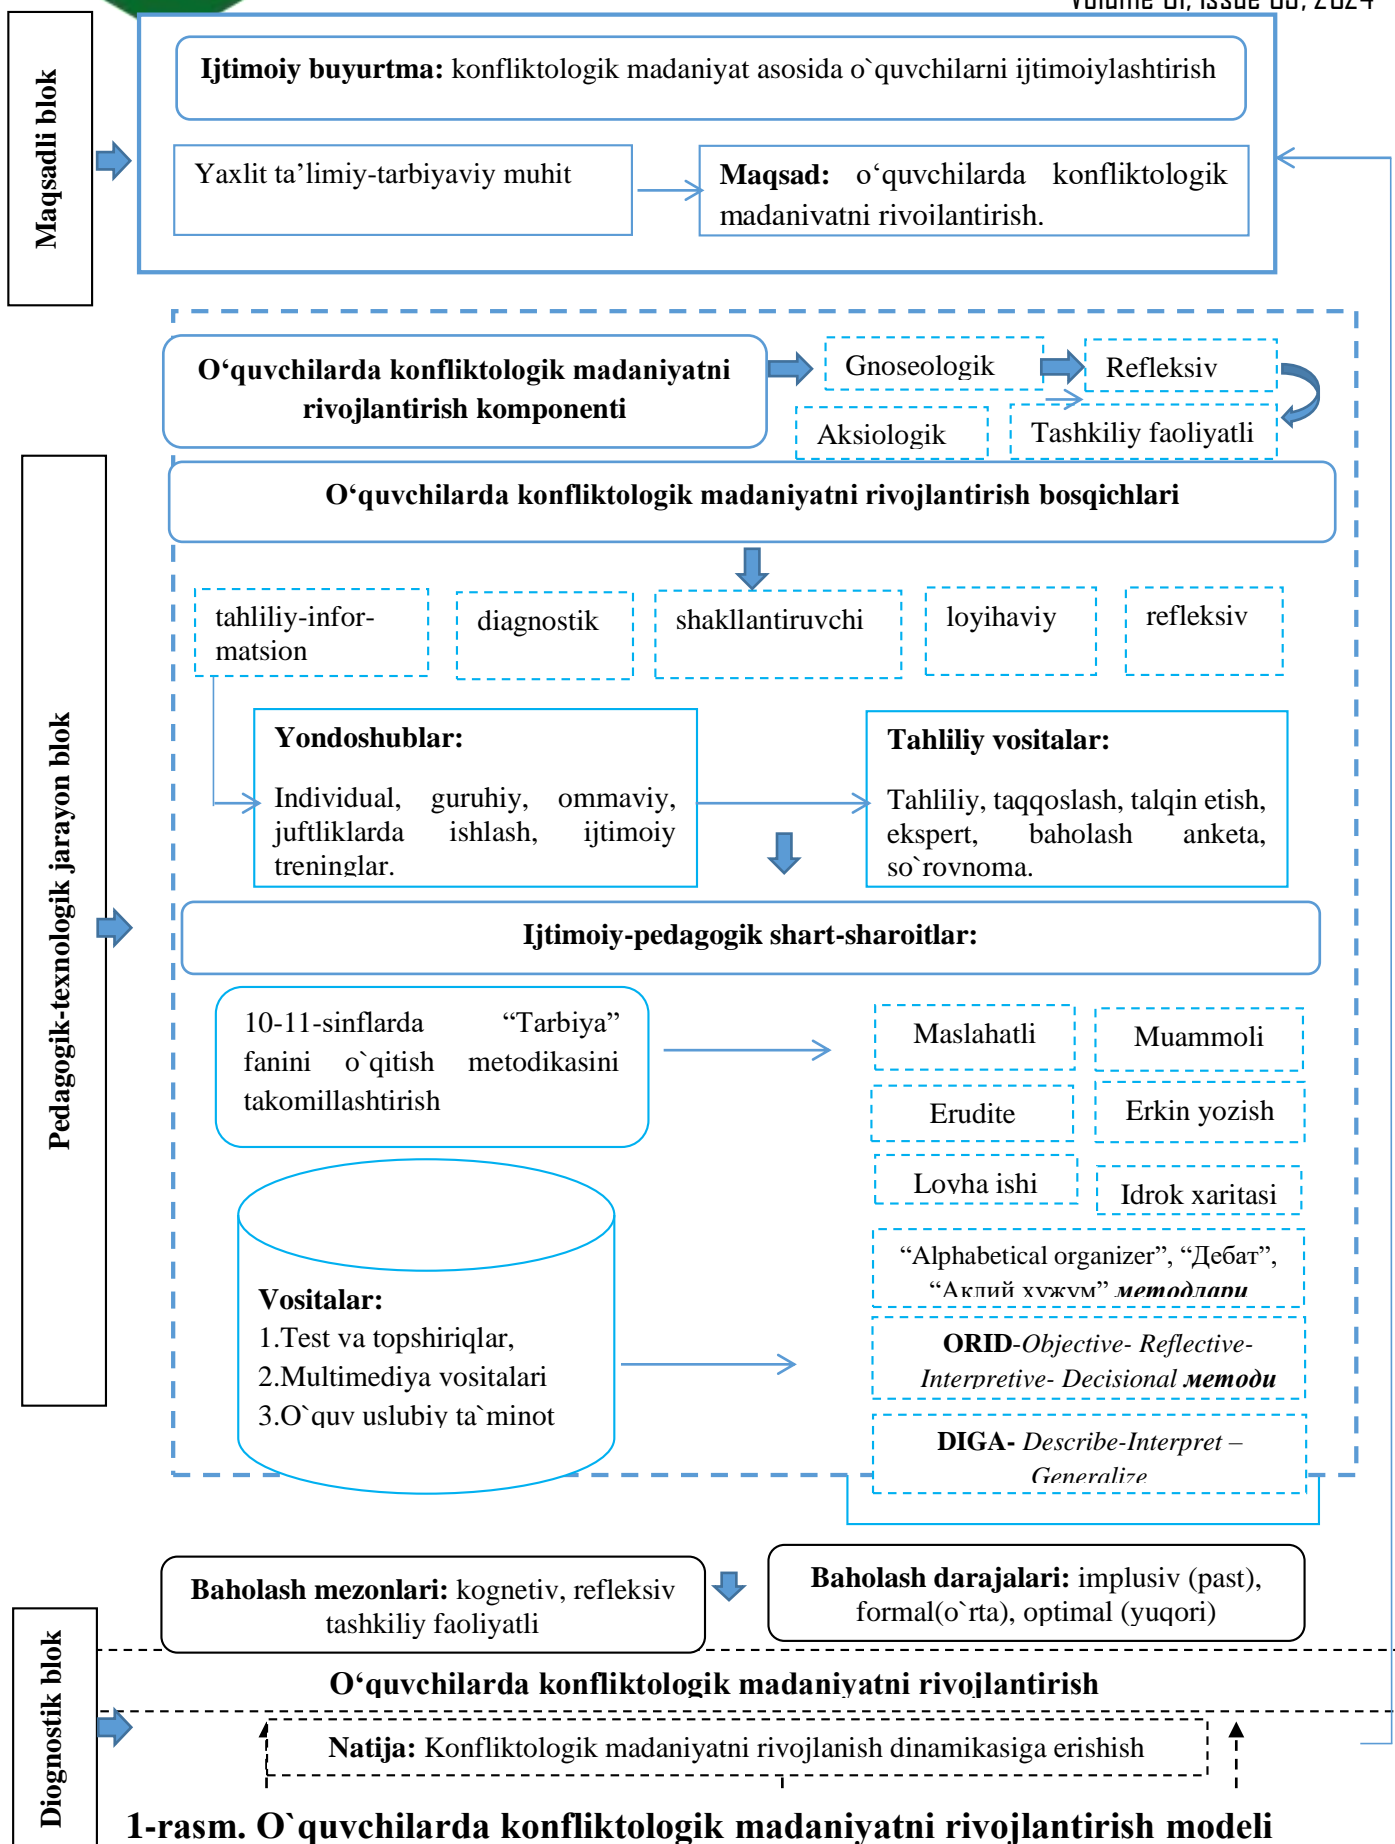 Maqsadli blok
Ijtimoiy buyurtma: konfliktologik madaniyat asosida o`quvchilarni ijtimoiylashtirish
Yaxlit ta’limiy-tarbiyaviy muhit
Maqsad: o‘quvchilarda konfliktologik
madaniyatni rivojlantirish.
Pedagogik-texnologik jarayon blok
O‘quvchilarda konfliktologik madaniyatni
rivojlantirish komponenti
Gnoseologik
Refleksiv
Aksiologik
Tashkiliy faoliyatli
O‘quvchilarda konfliktologik madaniyatni rivojlantirish bosqichlari
tahliliy-infor-
matsion
diagnostik
shakllantiruvchi
loyihaviy
refleksiv
Yondoshublar:
Individual, guruhiy, ommaviy,
juftliklarda ishlash, ijtimoiy
treninglar.
Tahliliy vositalar:
Tahliliy, taqqoslash, talqin etish,
ekspert, baholash anketa,
so`rovnoma.
Ijtimoiy-pedagogik shart-sharoitlar:
10-11-sinflarda “Tarbiya”
fanini o`qitish metodikasini
takomillashtirish
Maslahatli
Muammoli
Erudite
Erkin yozish
Lovha ishi
Idrok xaritasi
Vositalar:
1.Test va topshiriqlar,
2.Multimediya vositalari
3.O`quv uslubiy ta`minot
“Alphabetical organizer”, “Дебат”,
“Аклий хужум” методлари
ORID-Objective- Reflective-
Interpretive- Decisional методи
DIGA- Describe-Interpret –
Generalize
Baholash mezonlari: kognetiv, refleksiv
tashkiliy faoliyatli
Baholash darajalari: implusiv (past),
formal(o`rta), optimal (yuqori)
Diognostik blok
O‘quvchilarda konfliktologik madaniyatni rivojlantirish
Natija: Konfliktologik madaniyatni rivojlanish dinamikasiga erishish
1-rasm. O`quvchilarda konfliktologik madaniyatni rivojlantirish modeli